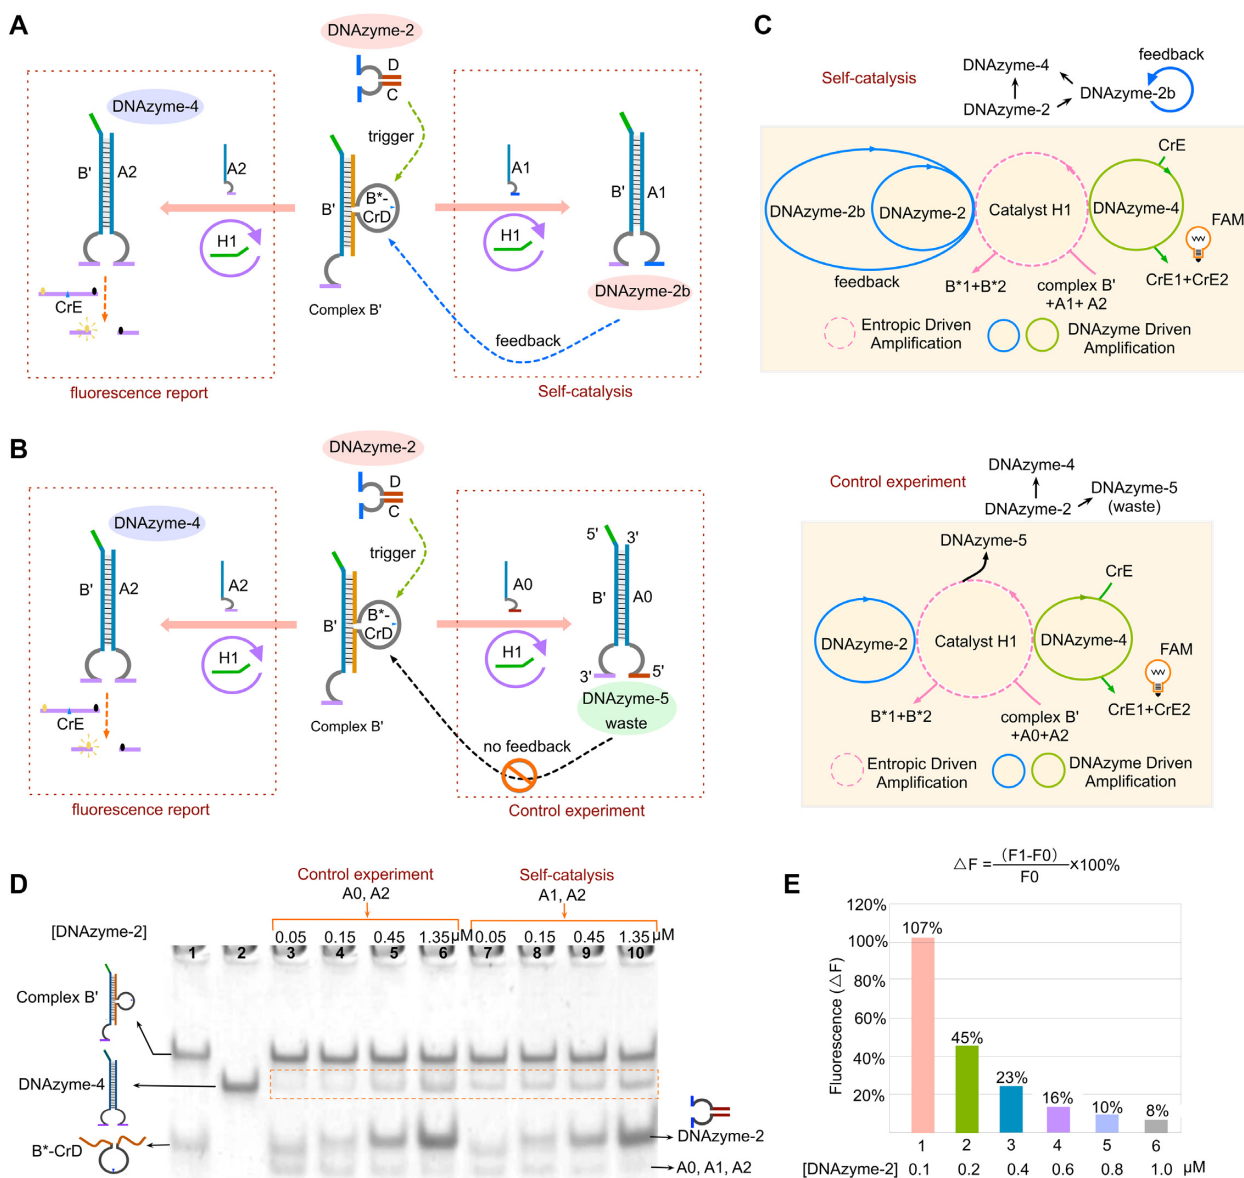 A
DNAzyme-2
D
C
trigger
DNAzyme-4
B'
A2
A2
H1
CrE
fluorescence report
B'
B*-
CrD
Complex B'
A1
H1
B'
A1
DNAzyme-2b
feedback
Self-catalysis
B
DNAzyme-2
D
C
trigger
DNAzyme-4
B'
A2
A2
H1
CrE
fluorescence report
B'
B*-
CrD
Complex B'
A0
H1
5'
3'
B'
A0
3'
5'
DNAzyme-5
waste
no feedback
Control experiment
C
Self-catalysis
feedback
DNAzyme-4
DNAzyme-2b
DNAzyme-2
CrE
DNAzyme-2b
DNAzyme-2
Catalyst H1
DNAzyme-4
FAM
feedback
B*1+B*2
complex B'
+A1+ A2
CrE1+CrE2
Entropic Driven
Amplification
DNAzyme Driven
Amplification
Control experiment
DNAzyme-4
DNAzyme-2
DNAzyme-5
(waste)
DNAzyme-5
CrE
DNAzyme-2
Catalyst H1
DNAzyme-4
FAM
B*1+B*2
complex B'
+A0+A2
CrE1+CrE2
Entropic Driven
Amplification
DNAzyme Driven
Amplification
D
Control experiment
A0, A2
Self-catalysis
A1, A2
[DNAzyme-2]
0.05 0.15 0.45 1.35 μM 0.05 0.15 0.45 1.35 μM
1 2 3 4 5 6 7 8 9 10
Complex B'
DNAzyme-4
B*-CrD
DNAzyme-2
A0, A1, A2
E
△F = (F1-F0) / F0 ×100%
Fluorescence (△F)
120%
100%
80%
60%
40%
20%
107%
45%
23%
16%
10%
8%
1 2 3 4 5 6
[DNAzyme-2] 0.1 0.2 0.4 0.6 0.8 1.0 μM